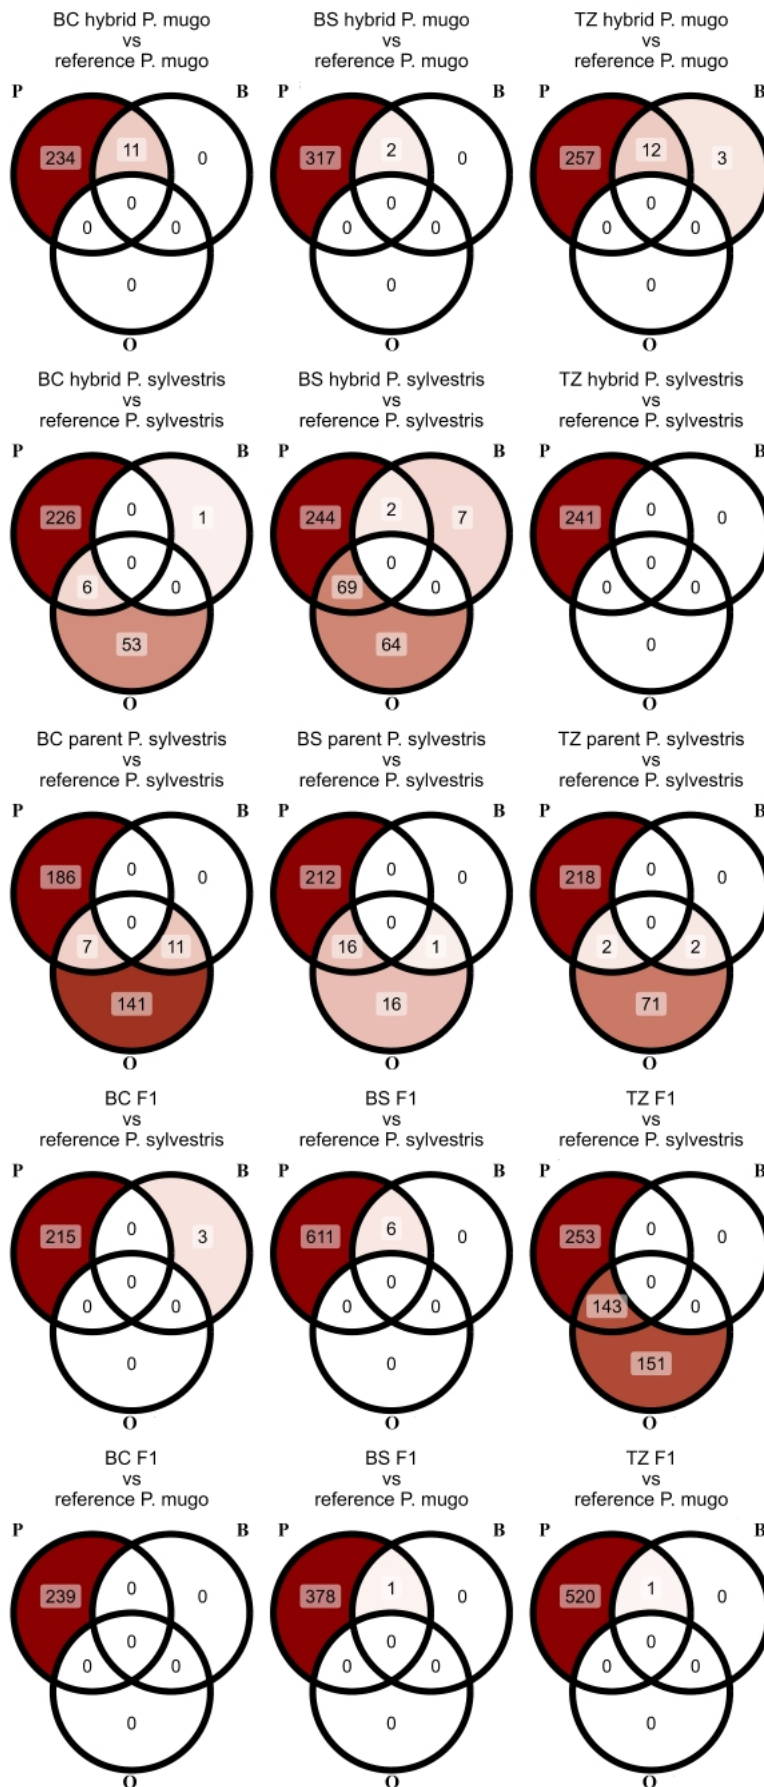 BC hybrid P. mugo
vs
reference P. mugo
P
B
234
11
0
0
0
0
0
O
BS hybrid P. mugo
vs
reference P. mugo
P
B
317
2
0
0
0
0
0
O
TZ hybrid P. mugo
vs
reference P. mugo
P
B
257
12
3
0
0
0
0
O
BC hybrid P. sylvestris
vs
reference P. sylvestris
P
B
226
0
1
0
6
0
53
O
BS hybrid P. sylvestris
vs
reference P. sylvestris
P
B
244
2
7
0
69
0
64
O
TZ hybrid P. sylvestris
vs
reference P. sylvestris
P
B
241
0
0
0
0
0
0
O
BC parent P. sylvestris
vs
reference P. sylvestris
P
B
186
0
0
0
7
11
141
O
BS parent P. sylvestris
vs
reference P. sylvestris
P
B
212
0
0
0
16
1
16
O
TZ parent P. sylvestris
vs
reference P. sylvestris
P
B
218
0
0
0
2
2
71
O
BC F1
vs
reference P. sylvestris
P
B
215
0
3
0
0
0
0
O
BS F1
vs
reference P. sylvestris
P
B
611
6
0
0
0
0
0
O
TZ F1
vs
reference P. sylvestris
P
B
253
0
0
0
143
0
151
O
BC F1
vs
reference P. mugo
P
B
239
0
0
0
0
0
0
O
BS F1
vs
reference P. mugo
P
B
378
1
0
0
0
0
0
O
TZ F1
vs
reference P. mugo
P
B
520
1
0
0
0
0
0
O